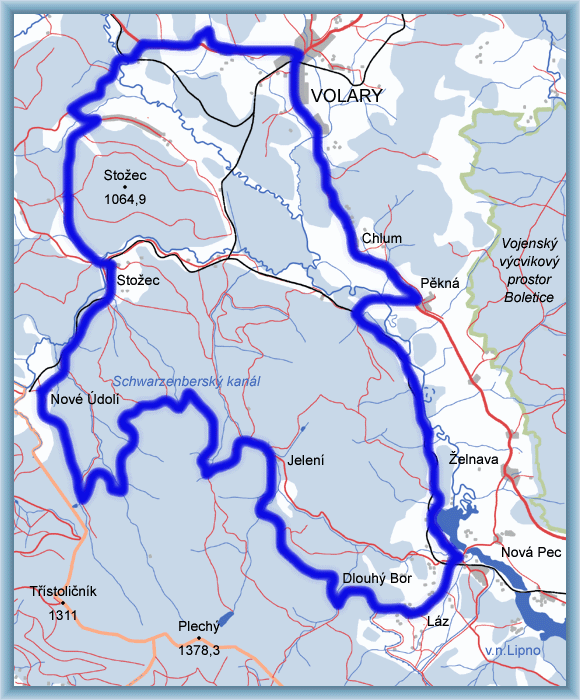 VOLARY
Stožec
1064,9
Chlum
Vojenský
výcvikový
prostor
Boletice
Stožec
Pěkná
Schwarzenberský kanál
Nové Údolí
Jelení
Želnava
Nová Pec
Dlouhý Bor
Třístoličník
1311
Láz
Plechý
1378,3
v.n.Lipno